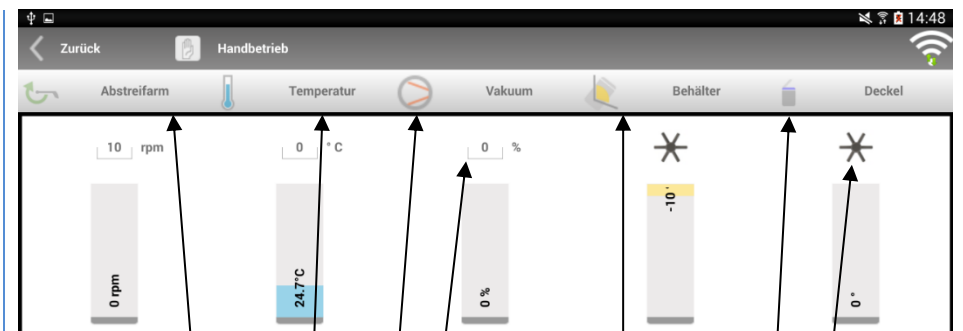 14:48
Zurück Handbetrieb
Abstreifarm Temperatur Vakuum Behälter Deckel
10 rpm 0 °C 0 %
0 rpm 24.7°C 0 % -10 ° 0 °